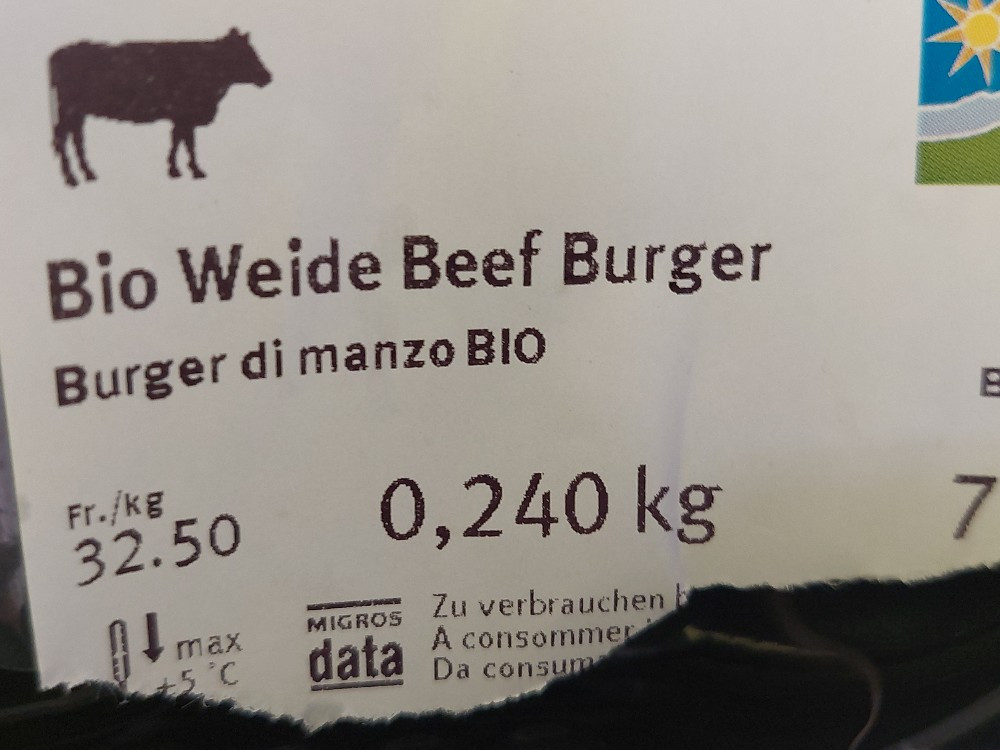 Bio Weide Beef Burger
Burger di manzo BIO
Fr./kg
32.50
0,240 kg
7
max
+5 °C
MIGROS
data
Zu verbrauchen
A consommer
Da consum